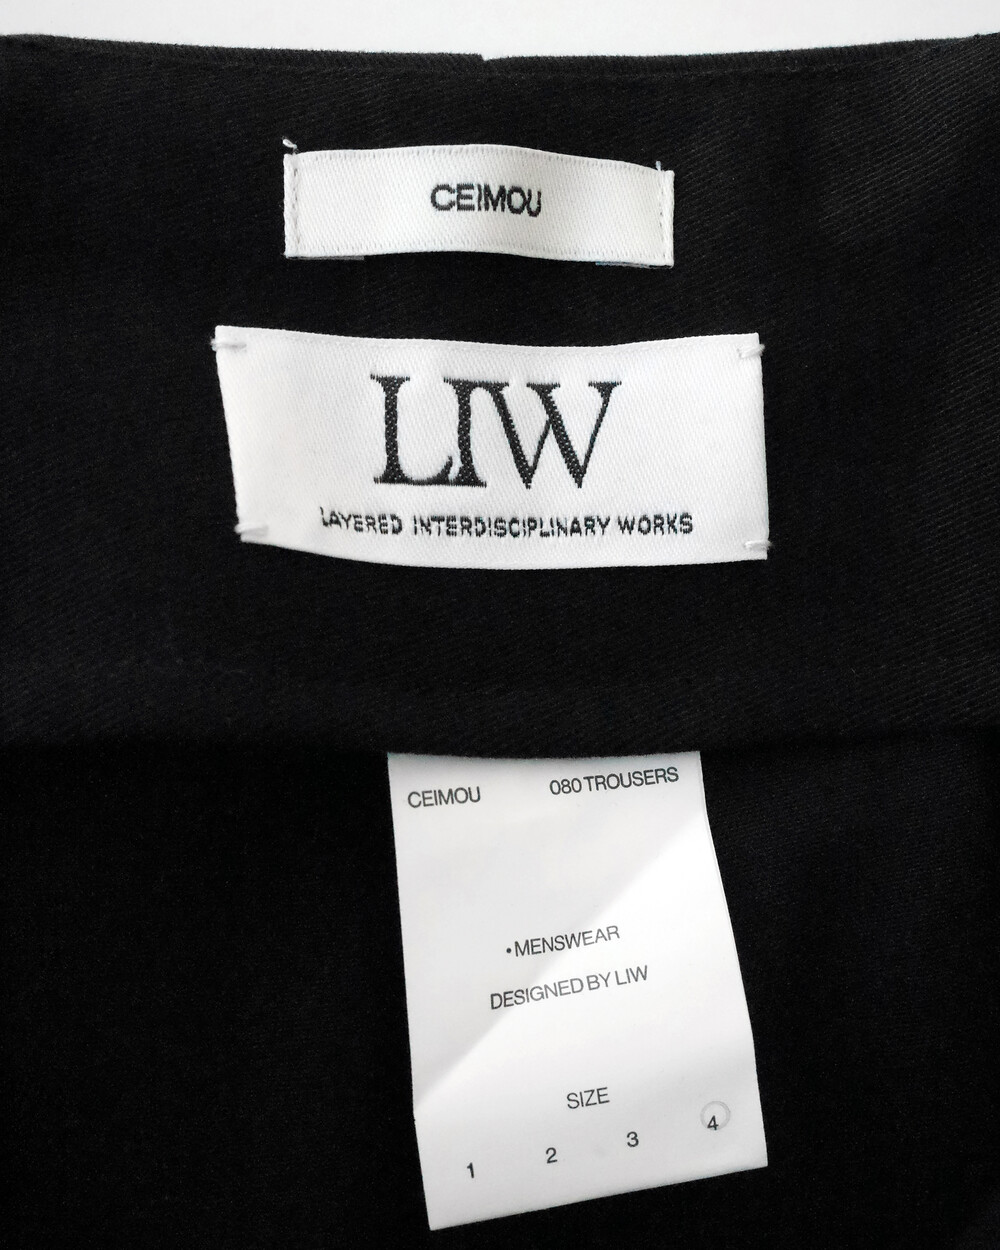 CEIMOU
LIW
LAYERED INTERDISCIPLINARY WORKS
CEIMOU 080 TROUSERS
•MENSWEAR
DESIGNED BY LIW
SIZE
1 2 3 4